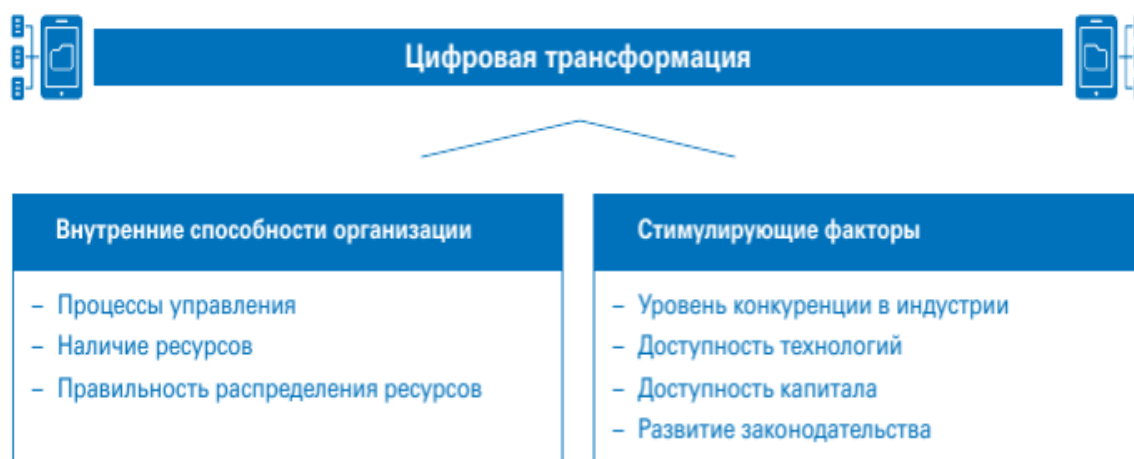 Цифровая трансформация
Внутренние способности организации
– Процессы управления
– Наличие ресурсов
– Правильность распределения ресурсов
Стимулирующие факторы
– Уровень конкуренции в индустрии
– Доступность технологий
– Доступность капитала
– Развитие законодательства